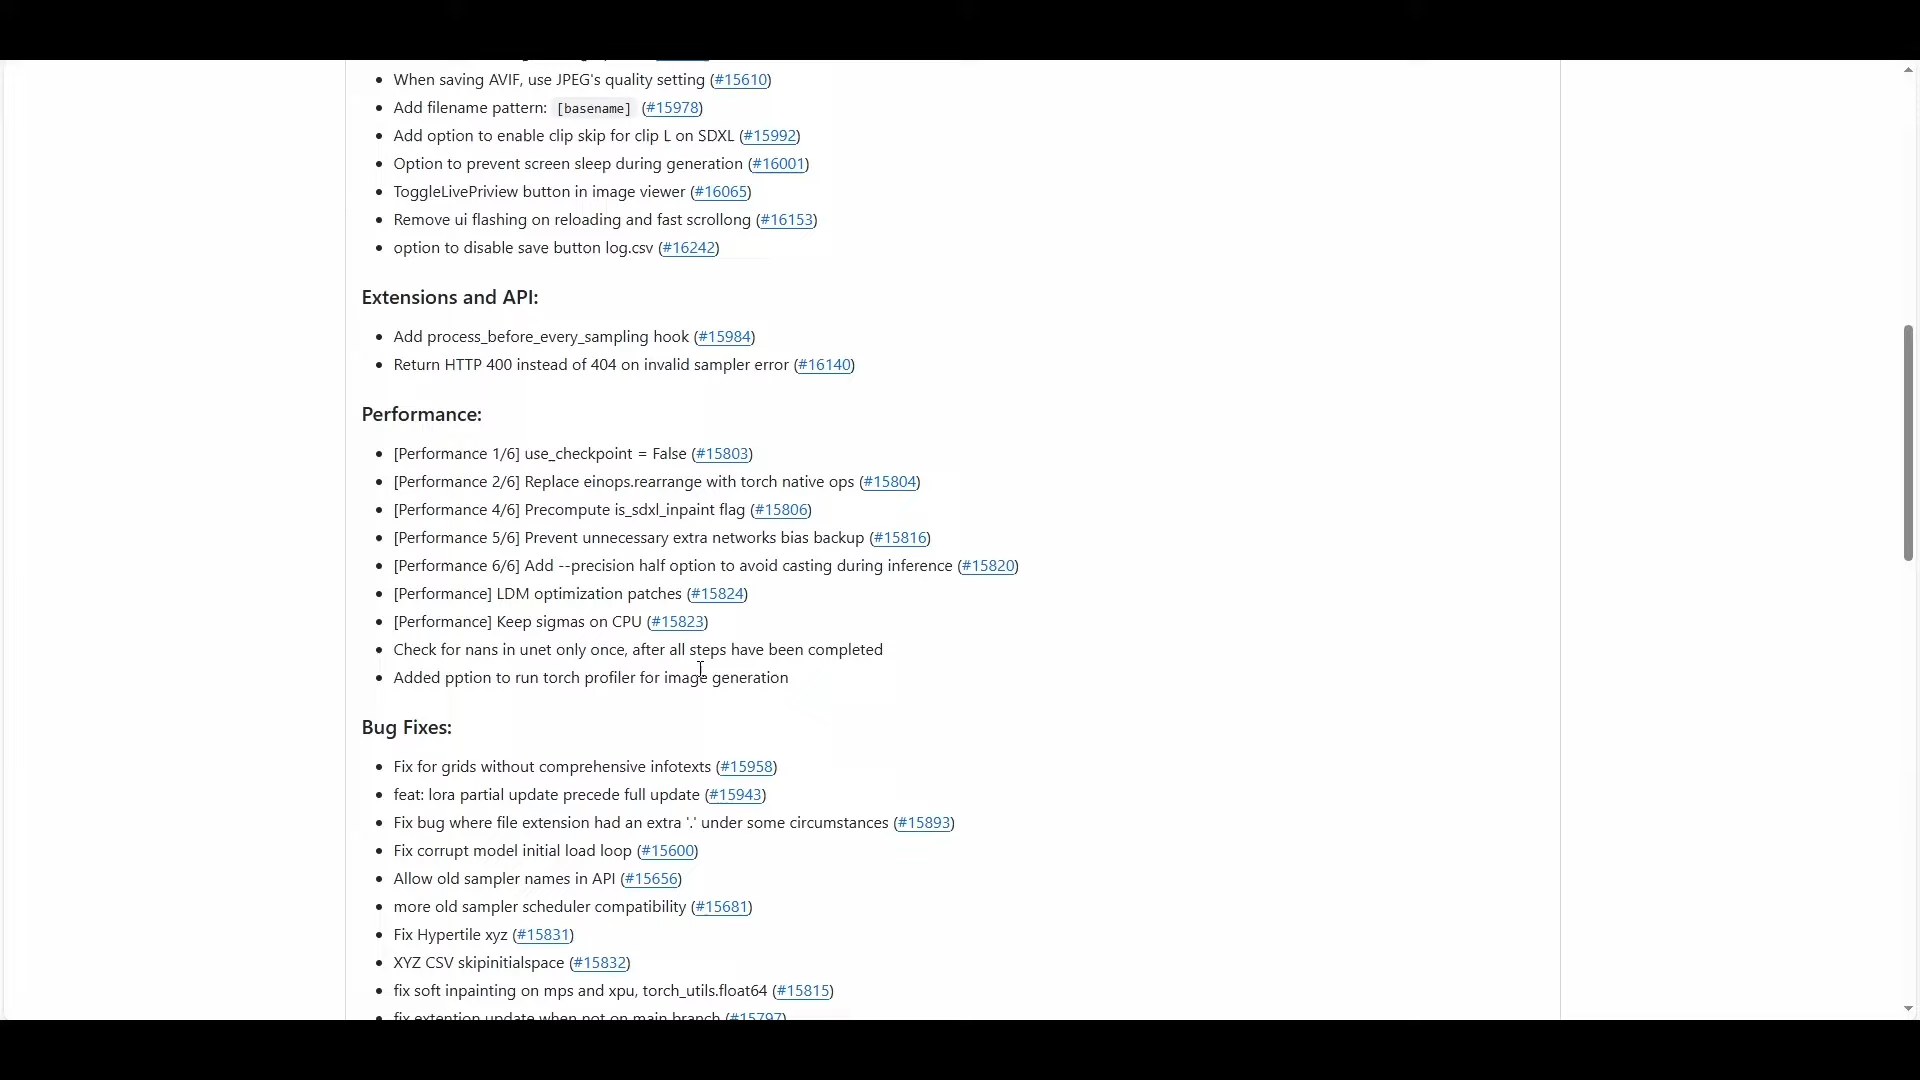 When saving AVIF, use JPEG's quality setting (#15610)
Add filename pattern: [basename] (#15978)
Add option to enable clip skip for clip L on SDXL (#15992)
Option to prevent screen sleep during generation (#16001)
ToggleLivePriview button in image viewer (#16065)
Remove ui flashing on reloading and fast scrollong (#16153)
option to disable save button log.csv (#16242)
Extensions and API:
Add process_before_every_sampling hook (#15984)
Return HTTP 400 instead of 404 on invalid sampler error (#16140)
Performance:
[Performance 1/6] use_checkpoint = False (#15803)
[Performance 2/6] Replace einops.rearrange with torch native ops (#15804)
[Performance 4/6] Precompute is_sdxl_inpaint flag (#15806)
[Performance 5/6] Prevent unnecessary extra networks bias backup (#15816)
[Performance 6/6] Add --precision half option to avoid casting during inference (#15820)
[Performance] LDM optimization patches (#15824)
[Performance] Keep sigmas on CPU (#15823)
Check for nans in unet only once, after all steps have been completed
Added pption to run torch profiler for image generation
Bug Fixes:
Fix for grids without comprehensive infotexts (#15958)
feat: lora partial update precede full update (#15943)
Fix bug where file extension had an extra '.' under some circumstances (#15893)
Fix corrupt model initial load loop (#15600)
Allow old sampler names in API (#15656)
more old sampler scheduler compatibility (#15681)
Fix Hypertile xyz (#15831)
XYZ CSV skipinitialspace (#15832)
fix soft inpainting on mps and xpu, torch_utils.float64 (#15815)
fix extention update when not on main branch (#15797)